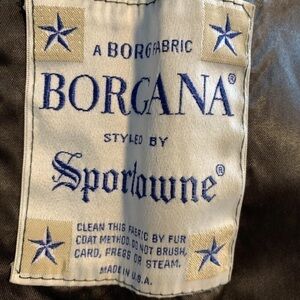 A BORG FABRIC
BORGANA®
STYLED BY
Sportowne®
CLEAN THIS FABRIC BY FUR
COAT METHOD. DO NOT BRUSH,
CARD, PRESS OR STEAM.
MADE IN U.S.A.